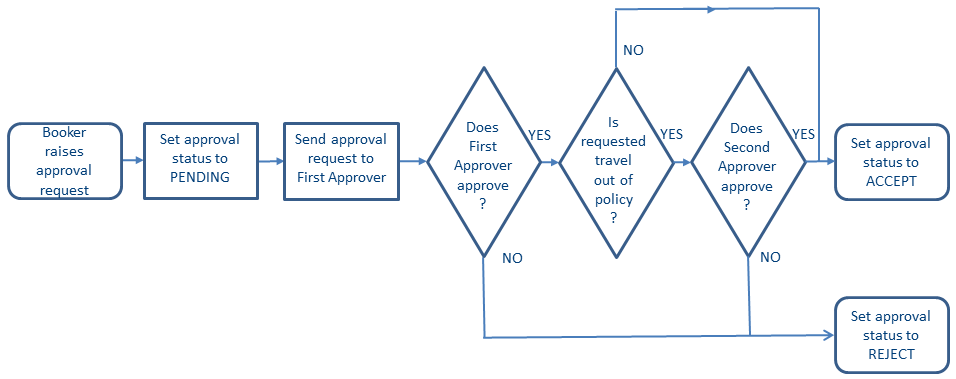 Booker
raises
approval
request
Set approval
status to
PENDING
Send approval
request to
First Approver
Does
First
Approver
approve
?
YES
NO
Is
requested
travel
out of
policy
?
NO
YES
Does
Second
Approver
approve
?
YES
NO
Set approval
status to
ACCEPT
Set approval
status to
REJECT